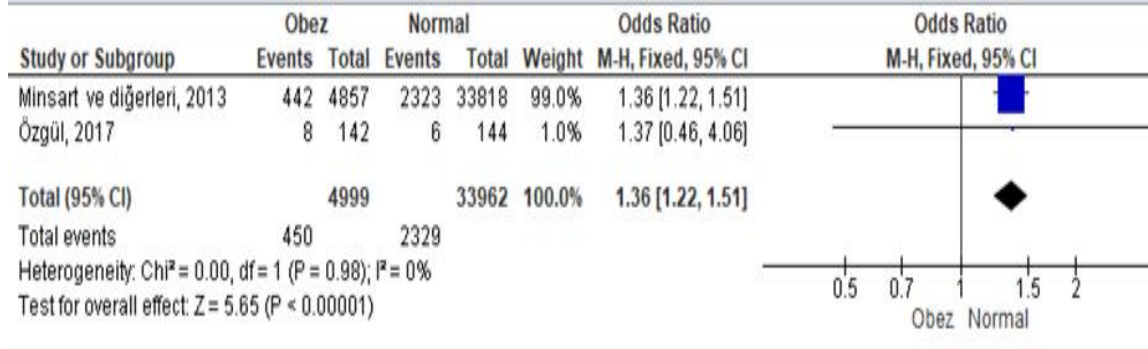 Obez Normal Odds Ratio Odds Ratio
Study or Subgroup Events Total Events Total Weight M-H, Fixed, 95% CI M-H, Fixed, 95% CI
Minsart ve diğerleri, 2013 442 4857 2323 33818 99.0% 1.36 [1.22, 1.51]
Özgül, 2017 8 142 6 144 1.0% 1.37 [0.46, 4.06]
Total (95% CI) 4999 33962 100.0% 1.36 [1.22, 1.51]
Total events 450 2329
Heterogeneity: Chi² = 0.00, df = 1 (P = 0.98); I² = 0%
Test for overall effect: Z = 5.65 (P < 0.00001)
0.5 0.7 1 1.5 2
Obez Normal